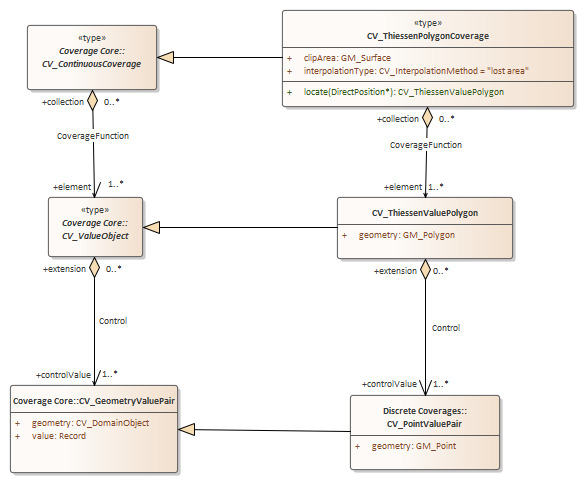 «type»
Coverage Core::
CV_ContinuousCoverage
«type»
CV_ThiessenPolygonCoverage
+ clipArea: GM_Surface
+ interpolationType: CV_InterpolationMethod = "lost area"
+ locate(DirectPosition*): CV_ThiessenValuePolygon
+collection 0..*
+collection 0..*
CoverageFunction
CoverageFunction
+element 1..*
+element 1..*
«type»
Coverage Core::
CV_ValueObject
CV_ThiessenValuePolygon
+ geometry: GM_Polygon
+extension 0..*
+extension 0..*
Control
Control
+controlValue 1..*
+controlValue 1..*
Coverage Core::CV_GeometryValuePair
+ geometry: CV_DomainObject
+ value: Record
Discrete Coverages::
CV_PointValuePair
+ geometry: GM_Point